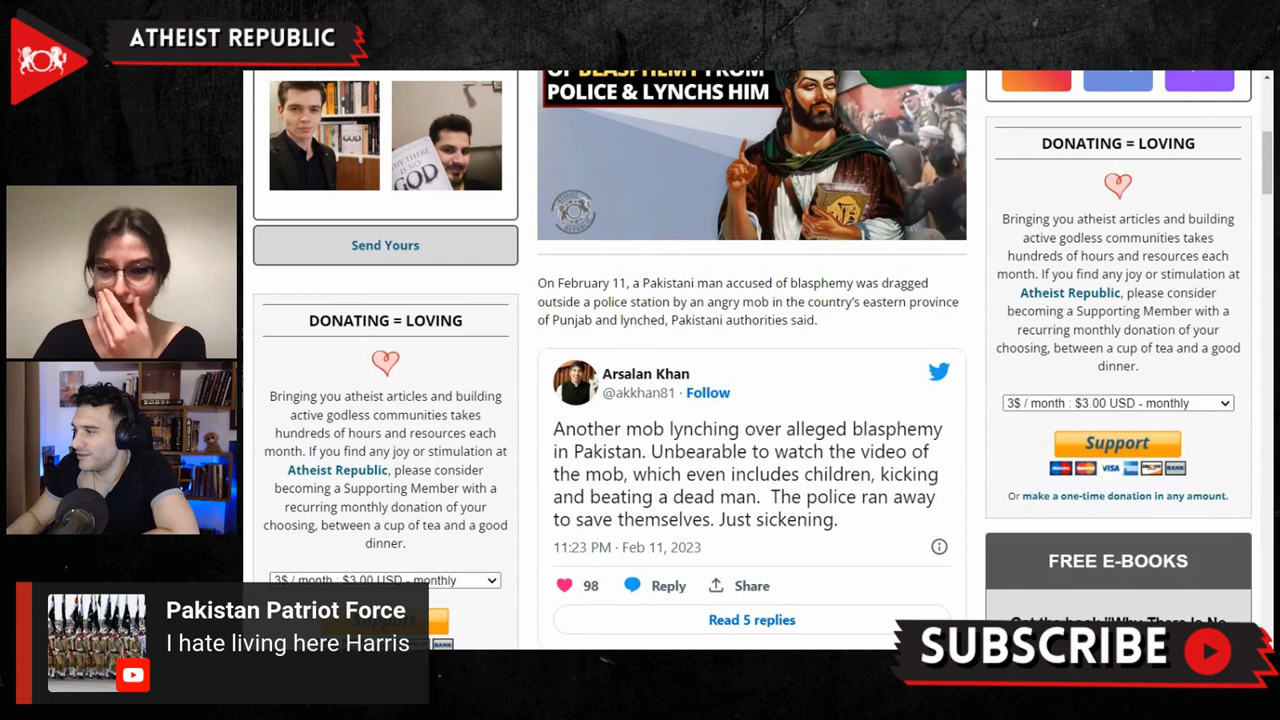 ATHEIST REPUBLIC
Send Yours
DONATING = LOVING
Bringing you atheist articles and building
active godless communities takes
hundreds of hours and resources each
month. If you find any joy or stimulation at
Atheist Republic, please consider
becoming a Supporting Member with a
recurring monthly donation of your
choosing, between a cup of tea and a good
dinner.
3$ / month : $3.00 USD - monthly
POLICE & LYNCHS HIM
On February 11, a Pakistani man accused of blasphemy was dragged
outside a police station by an angry mob in the country's eastern province
of Punjab and lynched, Pakistani authorities said.
Arsalan Khan
@akkhan81 · Follow
Another mob lynching over alleged blasphemy
in Pakistan. Unbearable to watch the video of
the mob, which even includes children, kicking
and beating a dead man. The police ran away
to save themselves. Just sickening.
11:23 PM · Feb 11, 2023
98 Reply Share
Read 5 replies
DONATING = LOVING
Bringing you atheist articles and building
active godless communities takes
hundreds of hours and resources each
month. If you find any joy or stimulation at
Atheist Republic, please consider
becoming a Supporting Member with a
recurring monthly donation of your
choosing, between a cup of tea and a good
dinner.
3$ / month : $3.00 USD - monthly
Support
VISA
BANK
Or make a one-time donation in any amount.
FREE E-BOOKS
Pakistan Patriot Force
I hate living here Harris
SUBSCRIBE